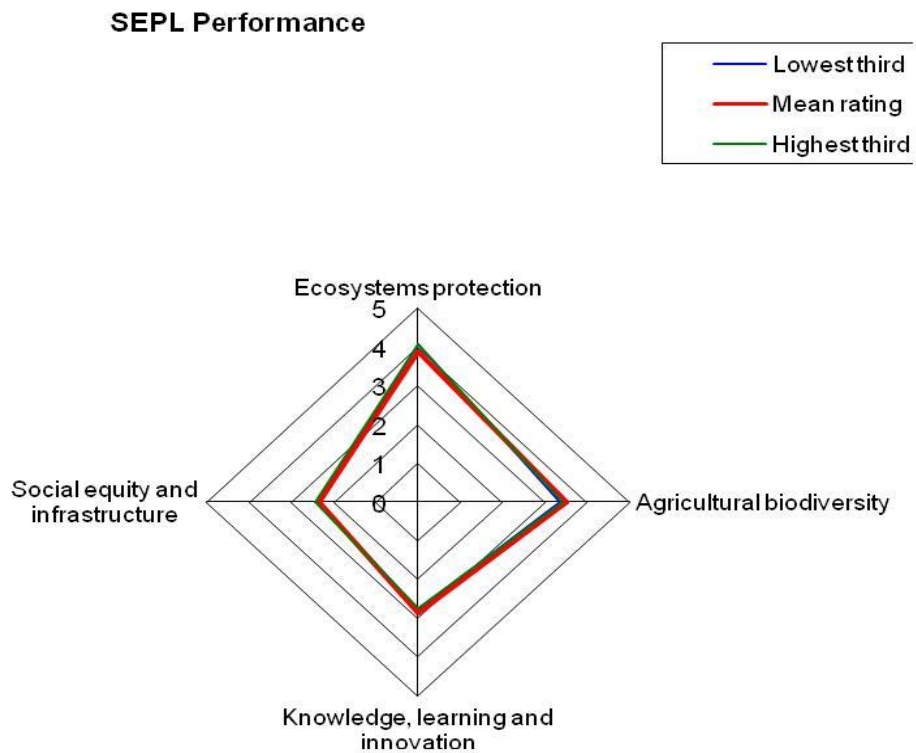 SEPL Performance
Lowest third
Mean rating
Highest third
Ecosystems protection
5
4
3
2
1
0
Social equity and
infrastructure
Agricultural biodiversity
Knowledge, learning and
innovation